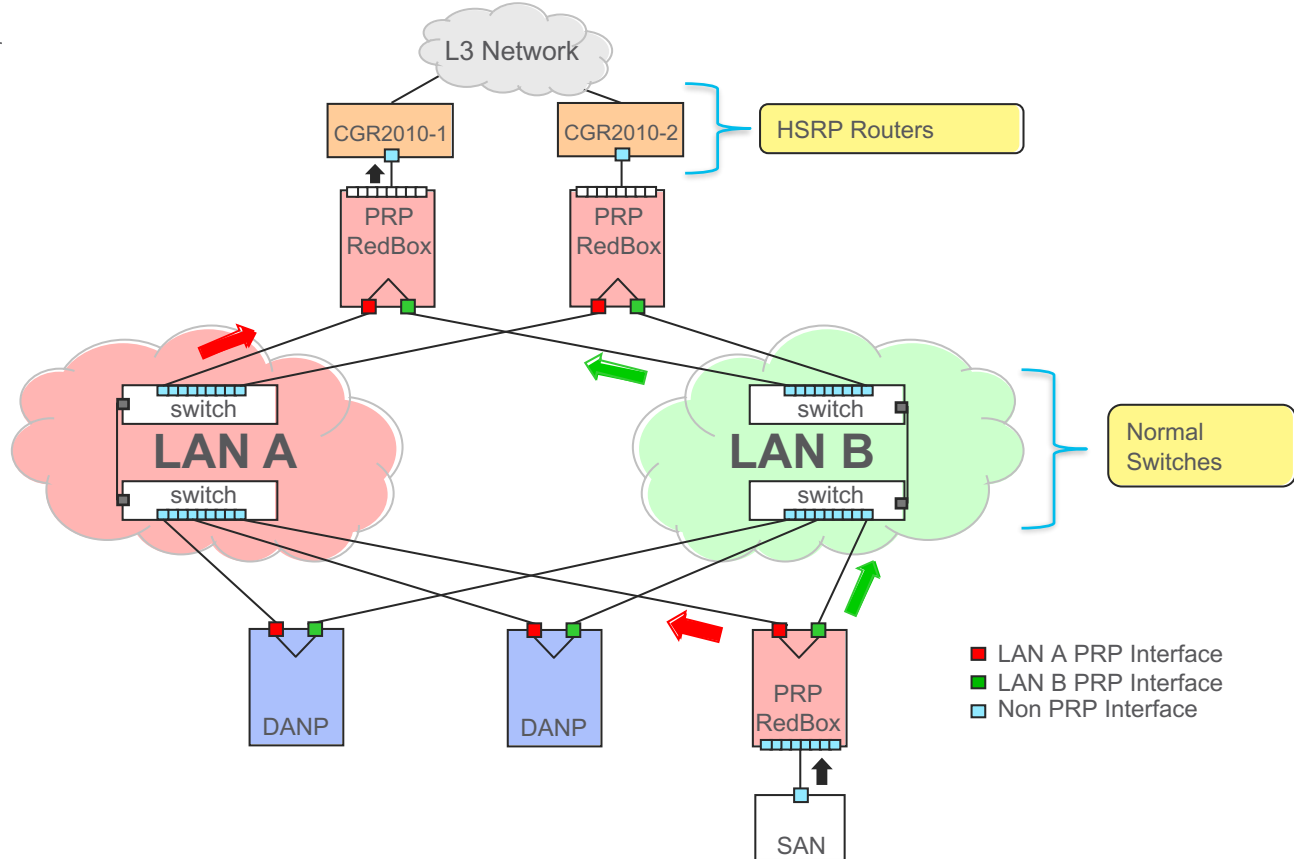 L3 Network
CGR2010-1
CGR2010-2
HSRP Routers
PRP
RedBox
PRP
RedBox
switch
switch
LAN A
LAN B
Normal
Switches
switch
switch
DANP
DANP
PRP
RedBox
LAN A PRP Interface
LAN B PRP Interface
Non PRP Interface
SAN